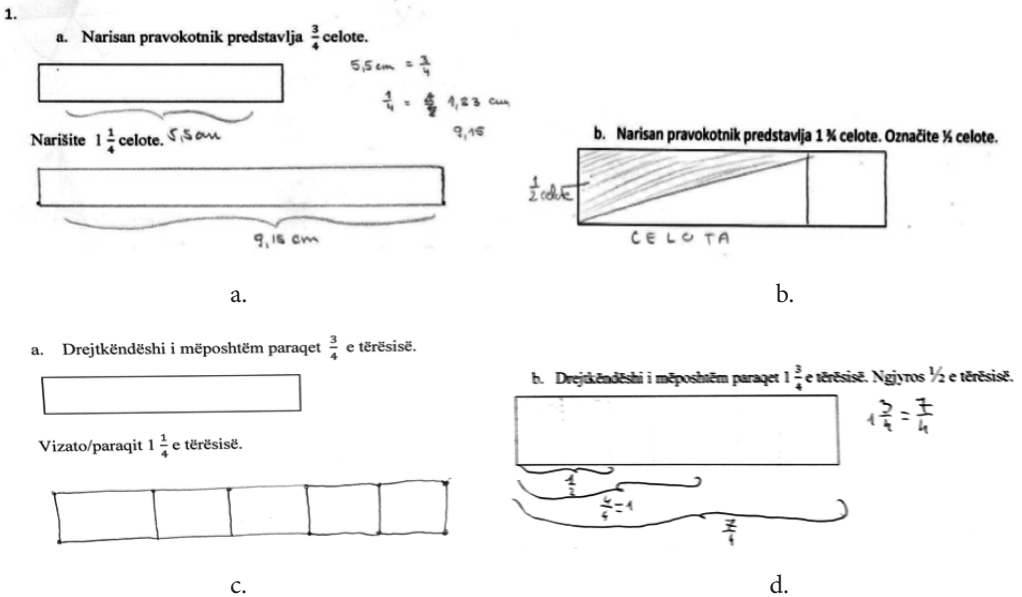 1.
a. Narisan pravokotnik predstavlja 3/4 celote.
5,5 cm = 3/4
1/4 = 1,83 cm
9,15
5,5 cm
Narišite 1 1/4 celote.
9,15 cm
b. Narisan pravokotnik predstavlja 1 ¾ celote. Označite ½ celote.
1/2 celote
CELOTA
a.
b.
a. Drejtkëndëshi i mëposhtëm paraqet 3/4 e tërësisë.
Vizato/paraqit 1 1/4 e tërësisë.
b. Drejtkëndëshi i mëposhtëm paraqet 1 3/4 e tërësisë. Ngjyros ½ e tërësisë.
1 3/4 = 7/4
1/2
4/4 = 1
7/4
c.
d.